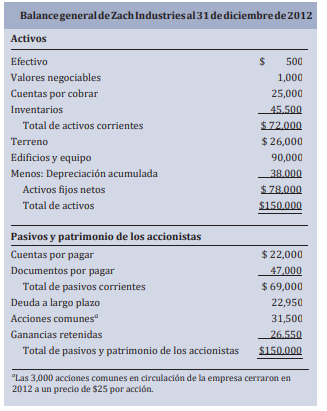 Balance general de Zach Industries al 31 de diciembre de 2012
Activos
Efectivo $ 500
Valores negociables 1,000
Cuentas por cobrar 25,000
Inventarios 45,500
Total de activos corrientes $ 72,000
Terreno $ 26,000
Edificios y equipo 90,000
Menos: Depreciación acumulada 38,000
Activos fijos netos $ 78,000
Total de activos $150,000
Pasivos y patrimonio de los accionistas
Cuentas por pagar $ 22,000
Documentos por pagar 47,000
Total de pasivos corrientes $ 69,000
Deuda a largo plazo 22,950
Acciones comunesª 31,500
Ganancias retenidas 26,550
Total de pasivos y patrimonio de los accionistas $150,000
ªLas 3,000 acciones comunes en circulación de la empresa cerraron en
2012 a un precio de $25 por acción.